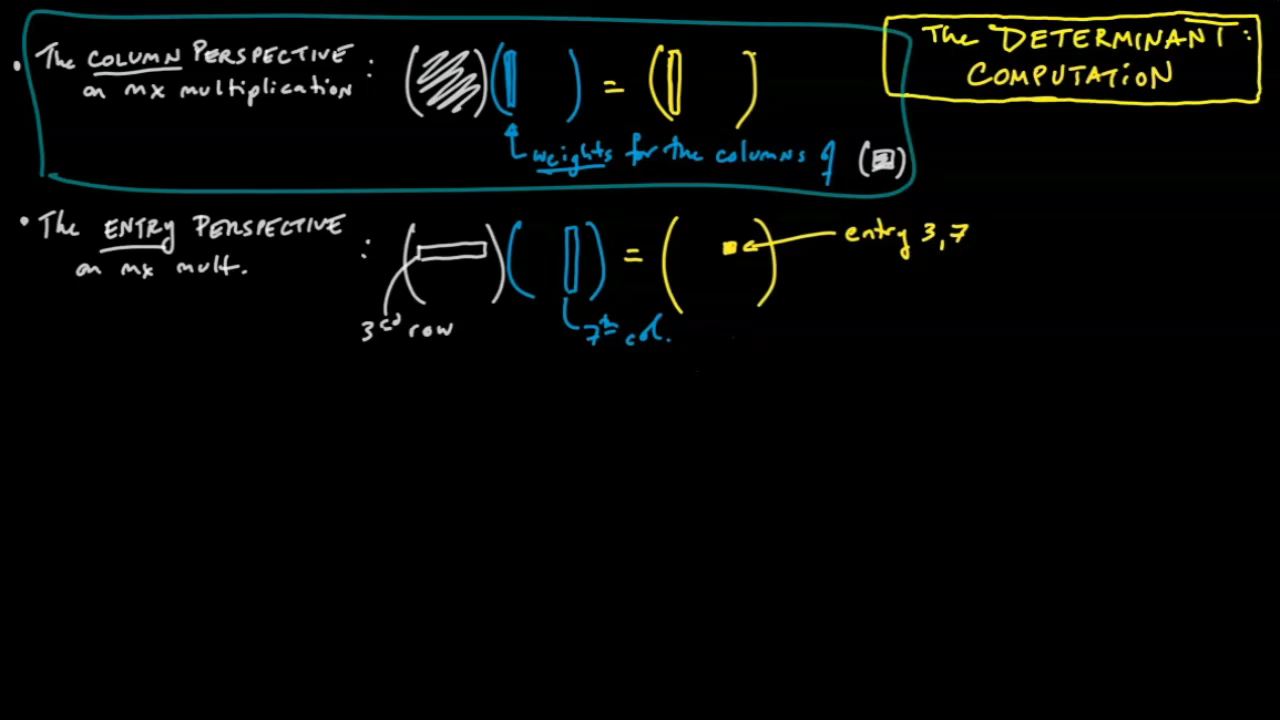 The DETERMINANT:
COMPUTATION
• The COLUMN PERSPECTIVE
on mx multiplication :
( ) ( ) = ( )
weights for the columns of ( )
• The ENTRY PERSPECTIVE
on mx mult. :
( ) ( ) = ( )
entry 3,7
3rd row
7th col.